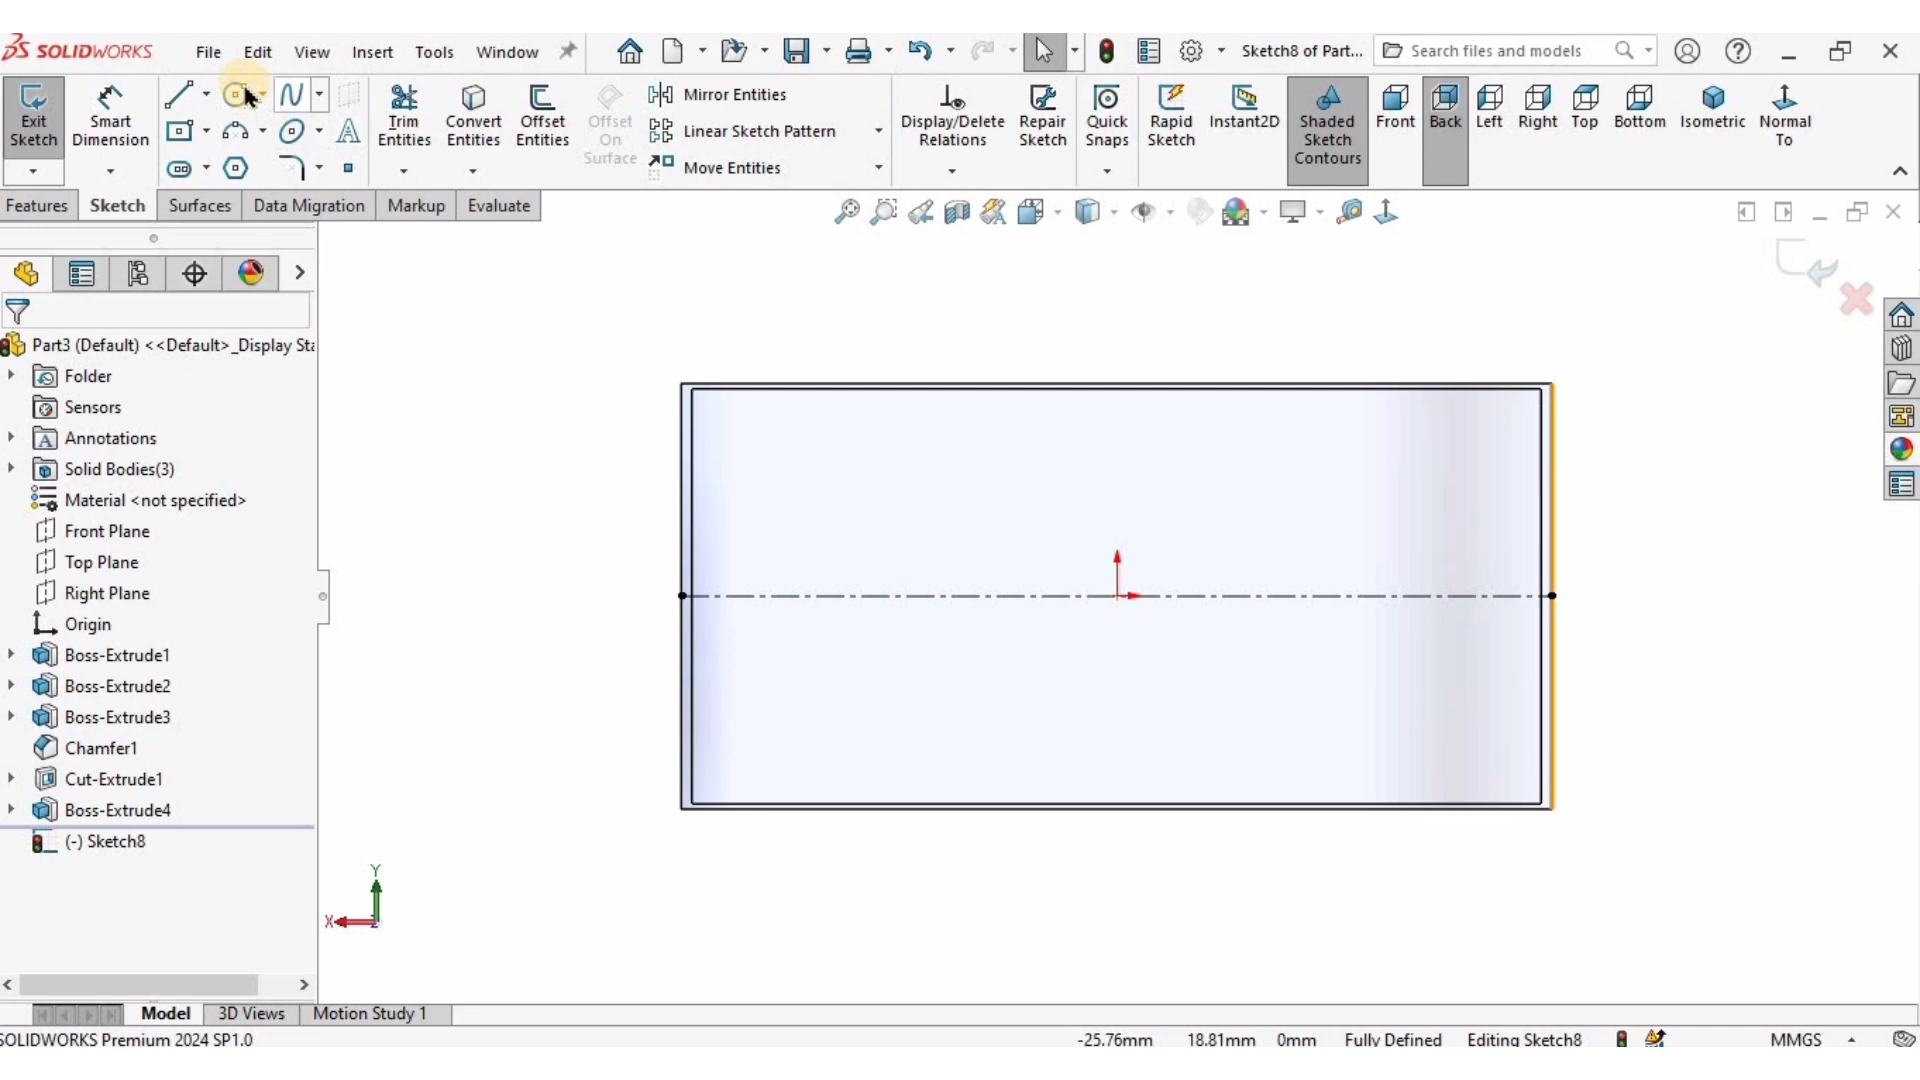 SOLIDWORKS File Edit View Insert Tools Window Sketch8 of Part... Search files and models
Exit Sketch
Smart Dimension
Trim Entities
Convert Entities
Offset Entities
Offset On Surface
Mirror Entities
Linear Sketch Pattern
Move Entities
Display/Delete Relations
Repair Sketch
Quick Snaps
Rapid Sketch
Instant2D
Shaded Sketch Contours
Front
Back
Left
Right
Top
Bottom
Isometric
Normal To
Features Sketch Surfaces Data Migration Markup Evaluate
Part3 (Default) <<Default>_Display Sta
Folder
Sensors
Annotations
Solid Bodies(3)
Material <not specified>
Front Plane
Top Plane
Right Plane
Origin
Boss-Extrude1
Boss-Extrude2
Boss-Extrude3
Chamfer1
Cut-Extrude1
Boss-Extrude4
(-) Sketch8
Y
X
Z
Model 3D Views Motion Study 1
SOLIDWORKS Premium 2024 SP1.0 -25.76mm 18.81mm 0mm Fully Defined Editing Sketch8 MMGS